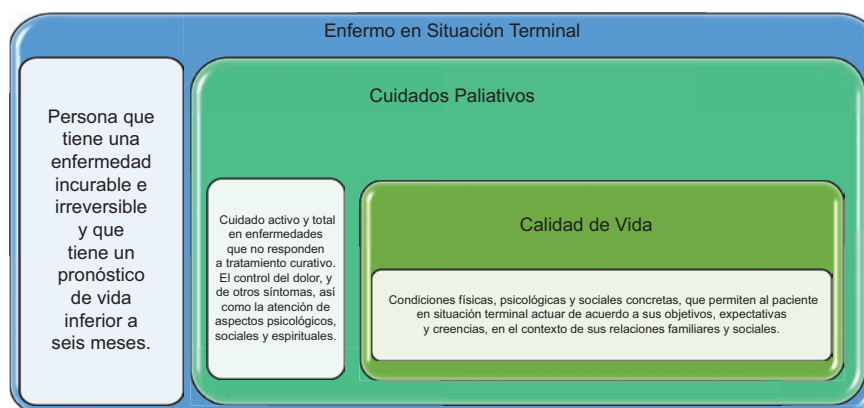 Enfermo en Situación Terminal
Persona que
tiene una
enfermedad
incurable e
irreversible
y que
tiene un
pronóstico
de vida
inferior a
seis meses.
Cuidados Paliativos
Cuidado activo y total
en enfermedades
que no responden
a tratamiento curativo.
El control del dolor, y
de otros síntomas, así
como la atención de
aspectos psicológicos,
sociales y espirituales.
Calidad de Vida
Condiciones físicas, psicológicas y sociales concretas, que permiten al paciente
en situación terminal actuar de acuerdo a sus objetivos, expectativas
y creencias, en el contexto de sus relaciones familiares y sociales.